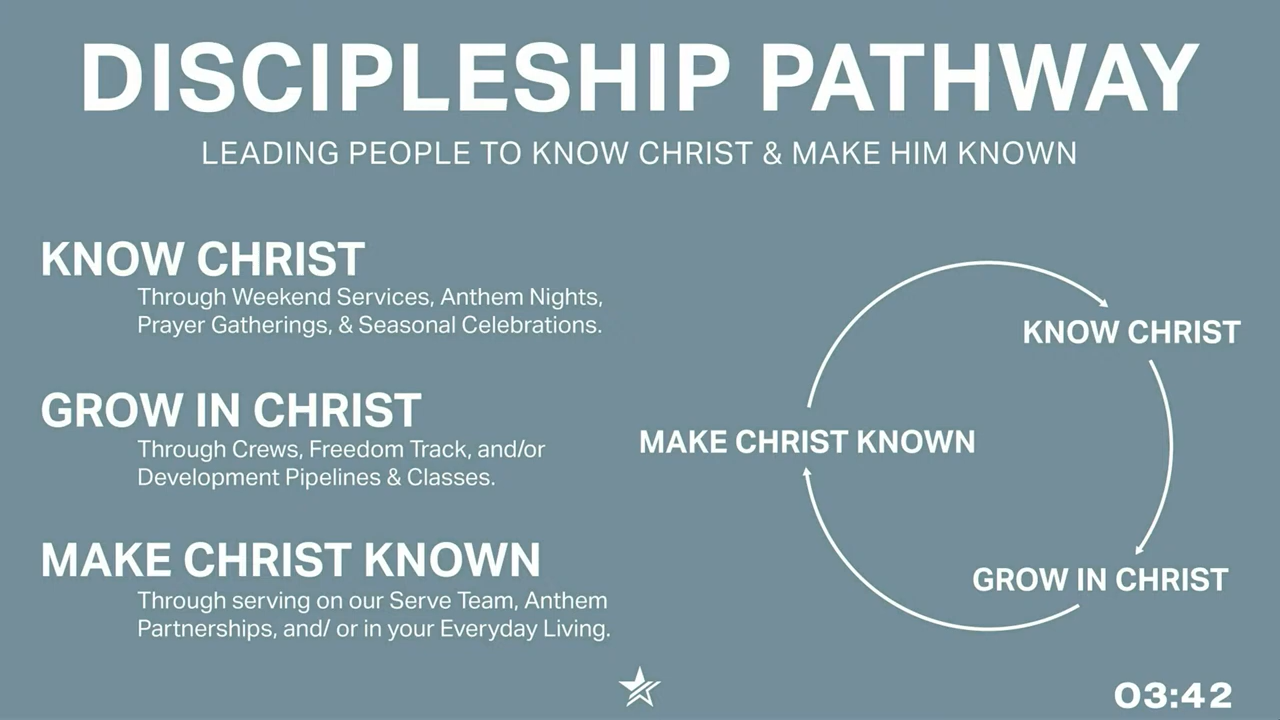 DISCIPLESHIP PATHWAY
LEADING PEOPLE TO KNOW CHRIST & MAKE HIM KNOWN
KNOW CHRIST
Through Weekend Services, Anthem Nights,
Prayer Gatherings, & Seasonal Celebrations.
GROW IN CHRIST
Through Crews, Freedom Track, and/or
Development Pipelines & Classes.
MAKE CHRIST KNOWN
Through serving on our Serve Team, Anthem
Partnerships, and/ or in your Everyday Living.
KNOW CHRIST
MAKE CHRIST KNOWN
GROW IN CHRIST
03:42